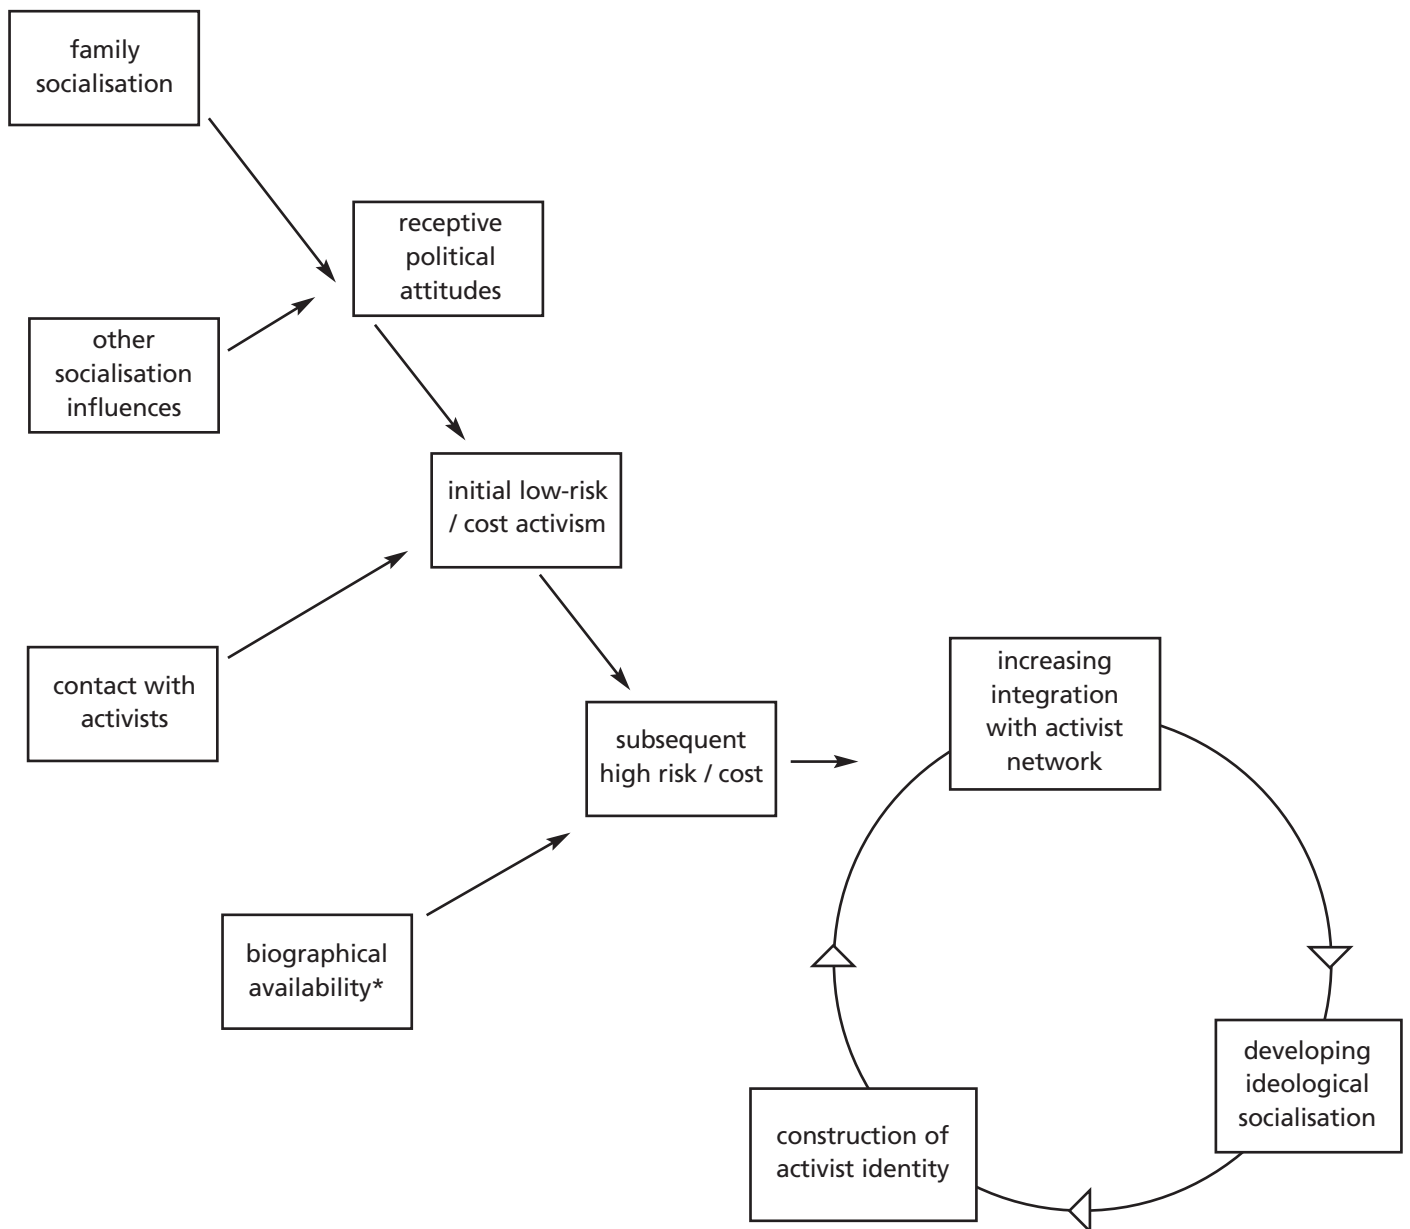 family
socialisation
receptive
political
attitudes
other
socialisation
influences
initial low-risk
/ cost activism
contact with
activists
increasing
integration
with activist
network
subsequent
high risk / cost
biographical
availability*
developing
ideological
socialisation
construction of
activist identity